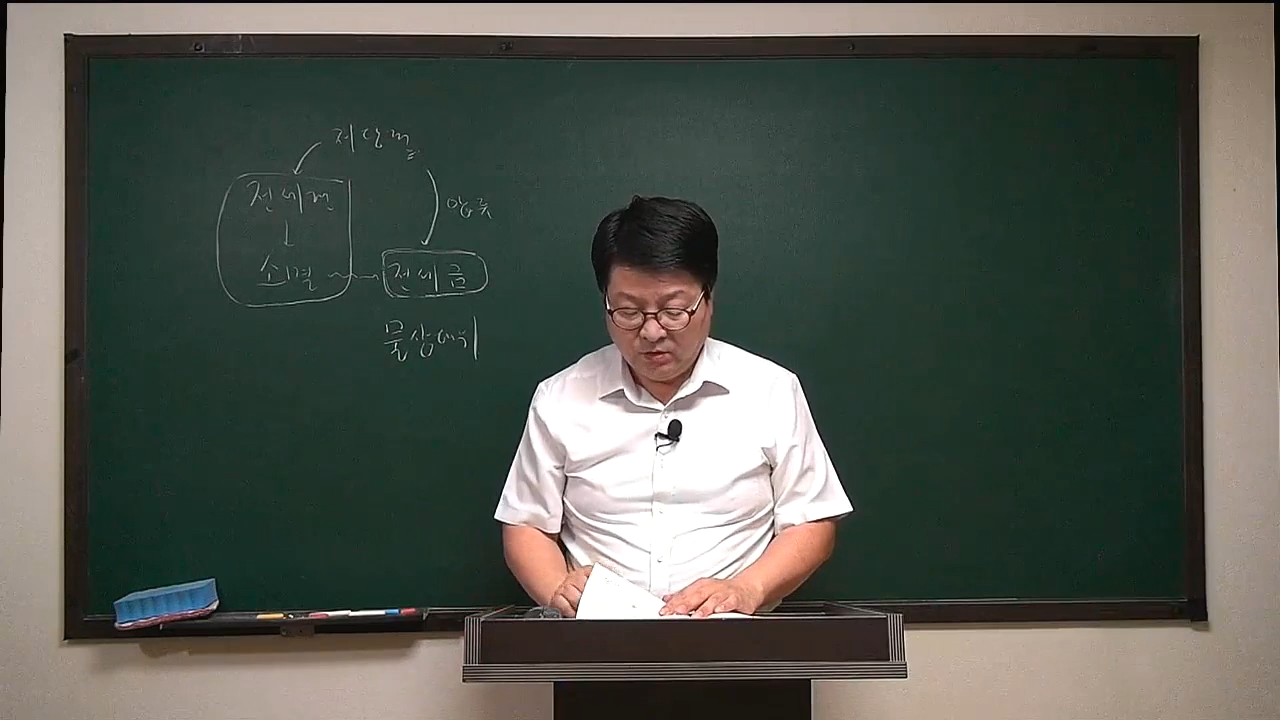 저당권
전세권
압류
소멸 전세금
물상대위